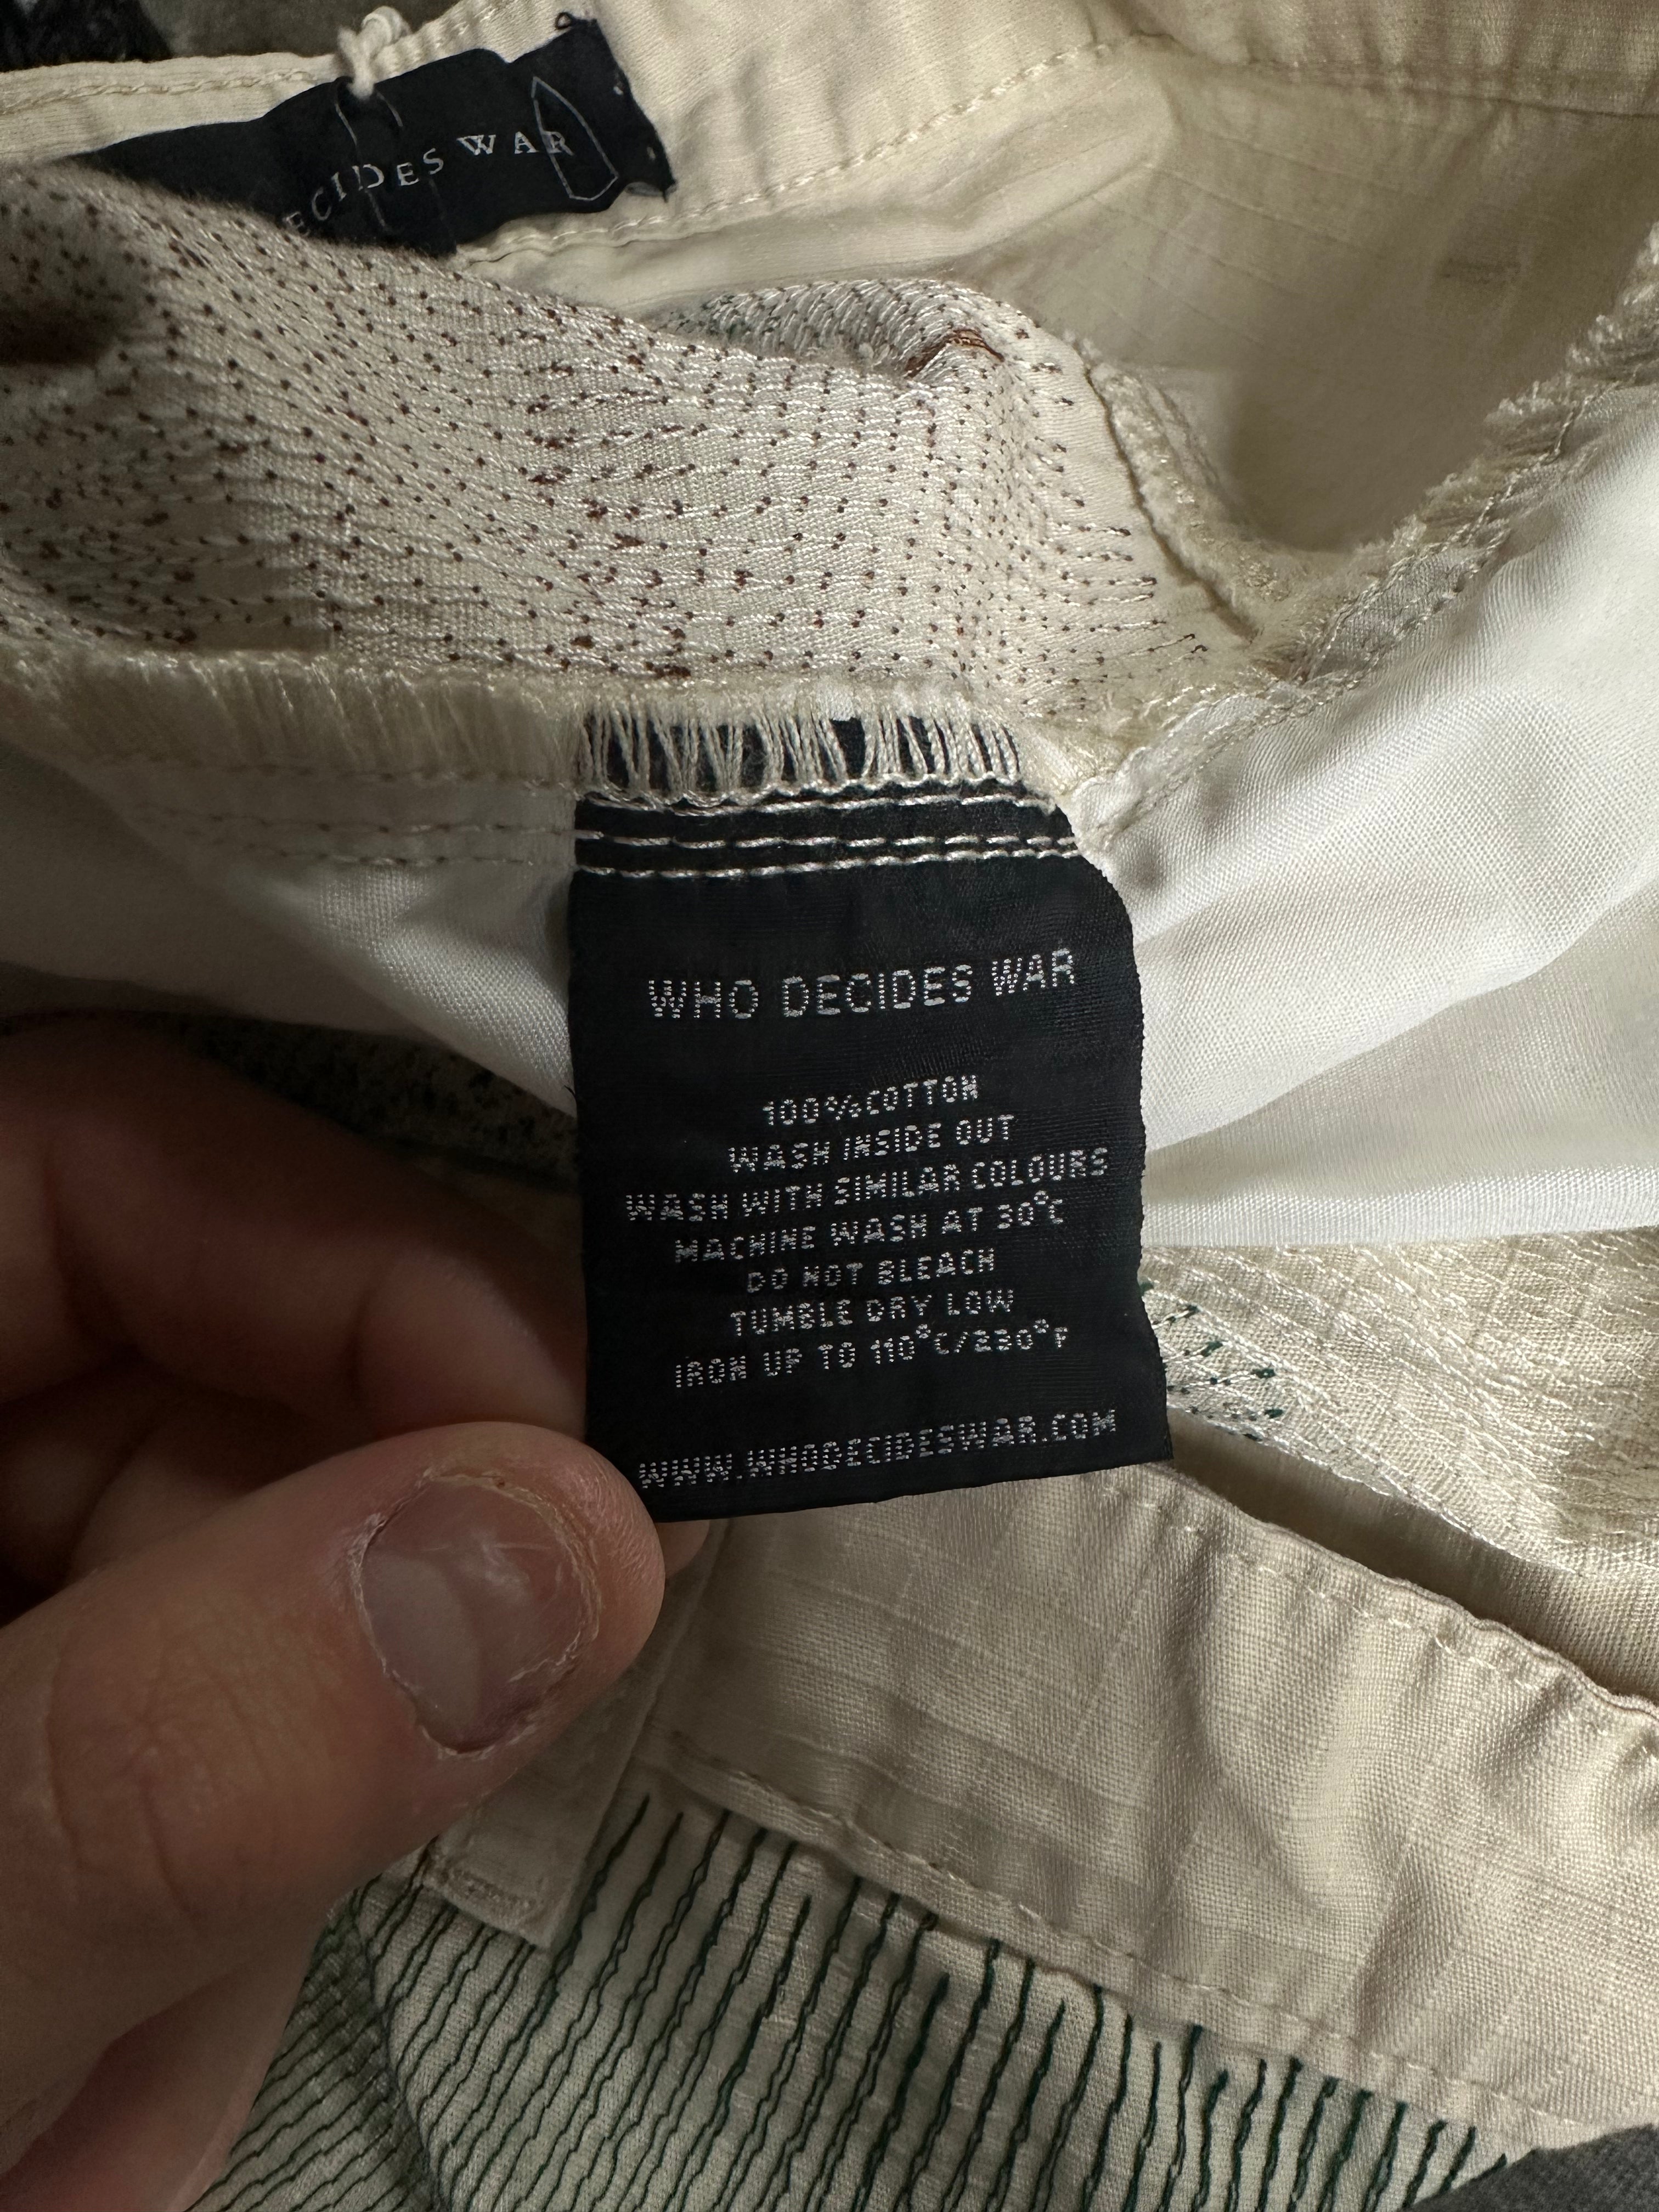 ECIDES WAR
WHO DECIDES WAR
100%COTTON
WASH INSIDE OUT
WASH WITH SIMILAR COLOURS
MACHINE WASH AT 30°C
DO NOT BLEACH
TUMBLE DRY LOW
IRON UP TO 110°C/230°F
WWW.WHODECIDESWAR.COM